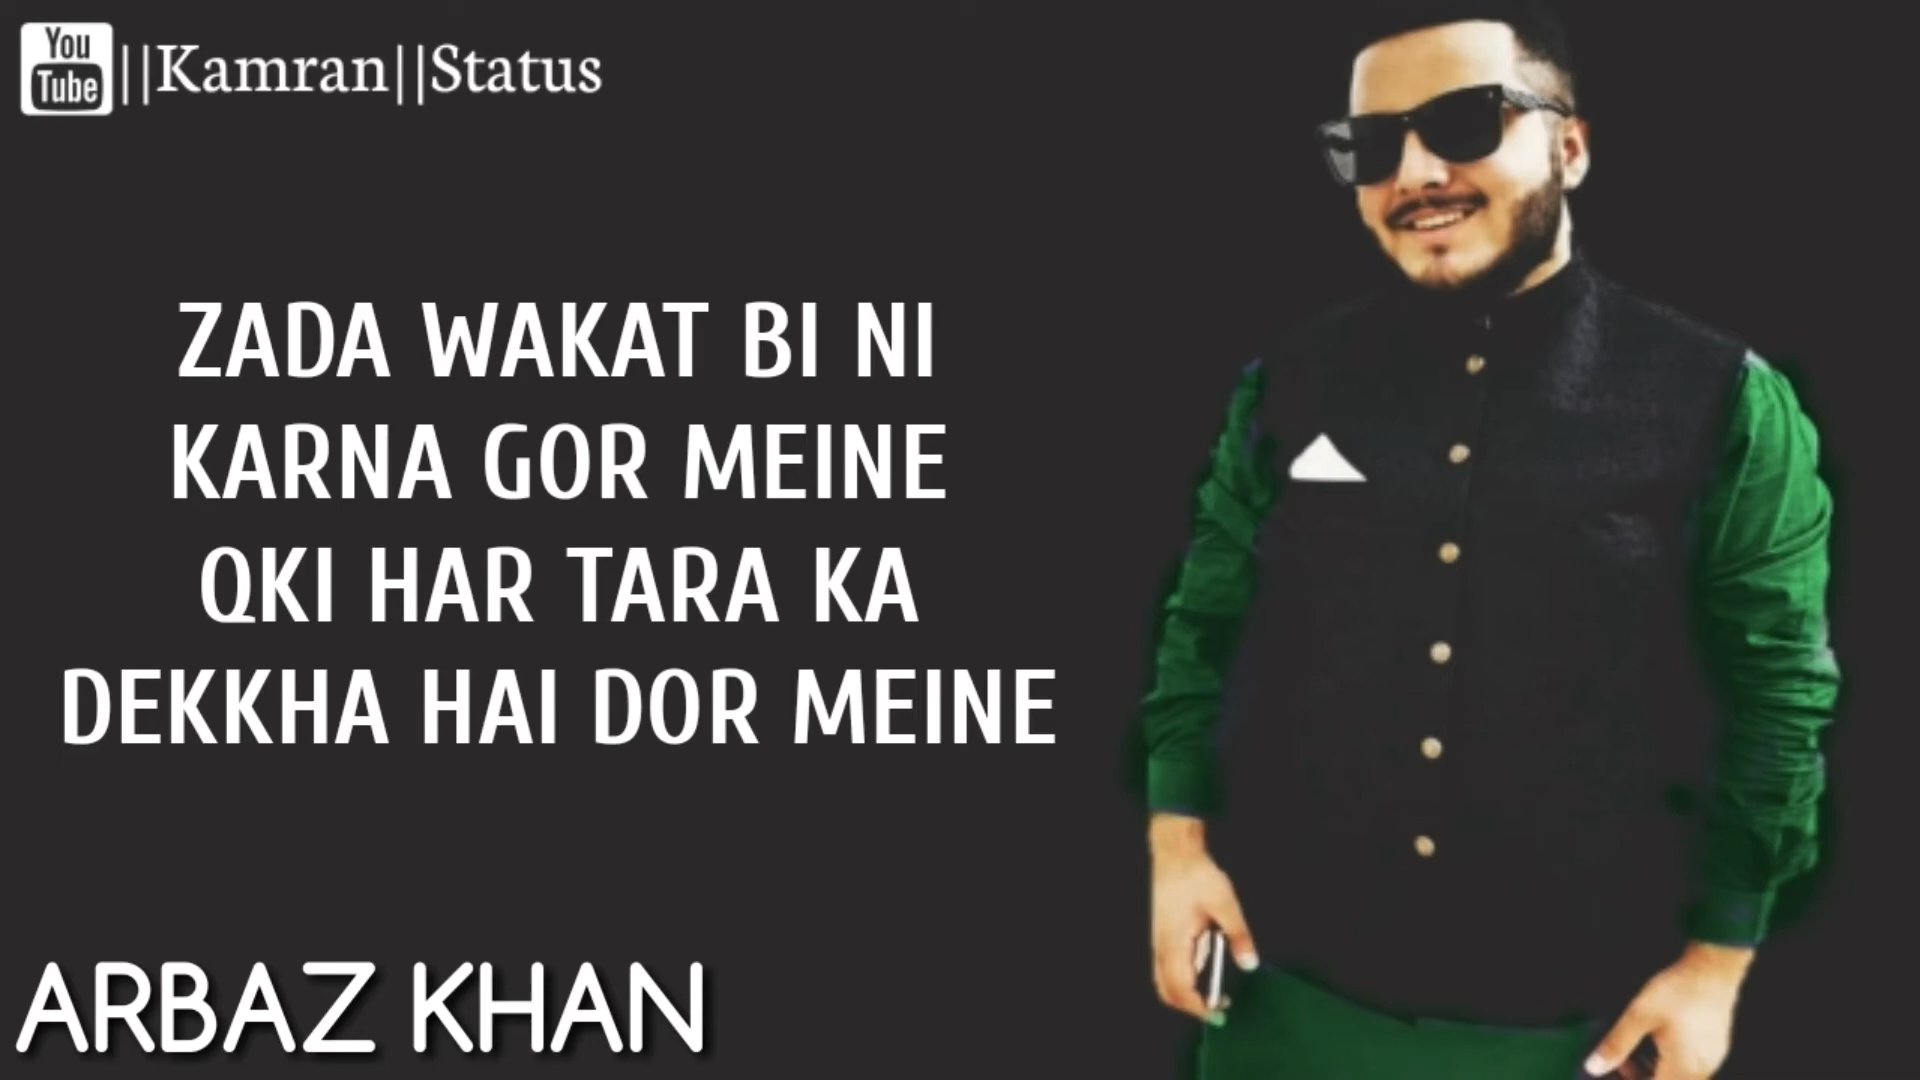 You
Tube ||Kamran||Status
ZADA WAKAT BI NI
KARNA GOR MEINE
QKI HAR TARA KA
DEKKHA HAI DOR MEINE
ARBAZ KHAN